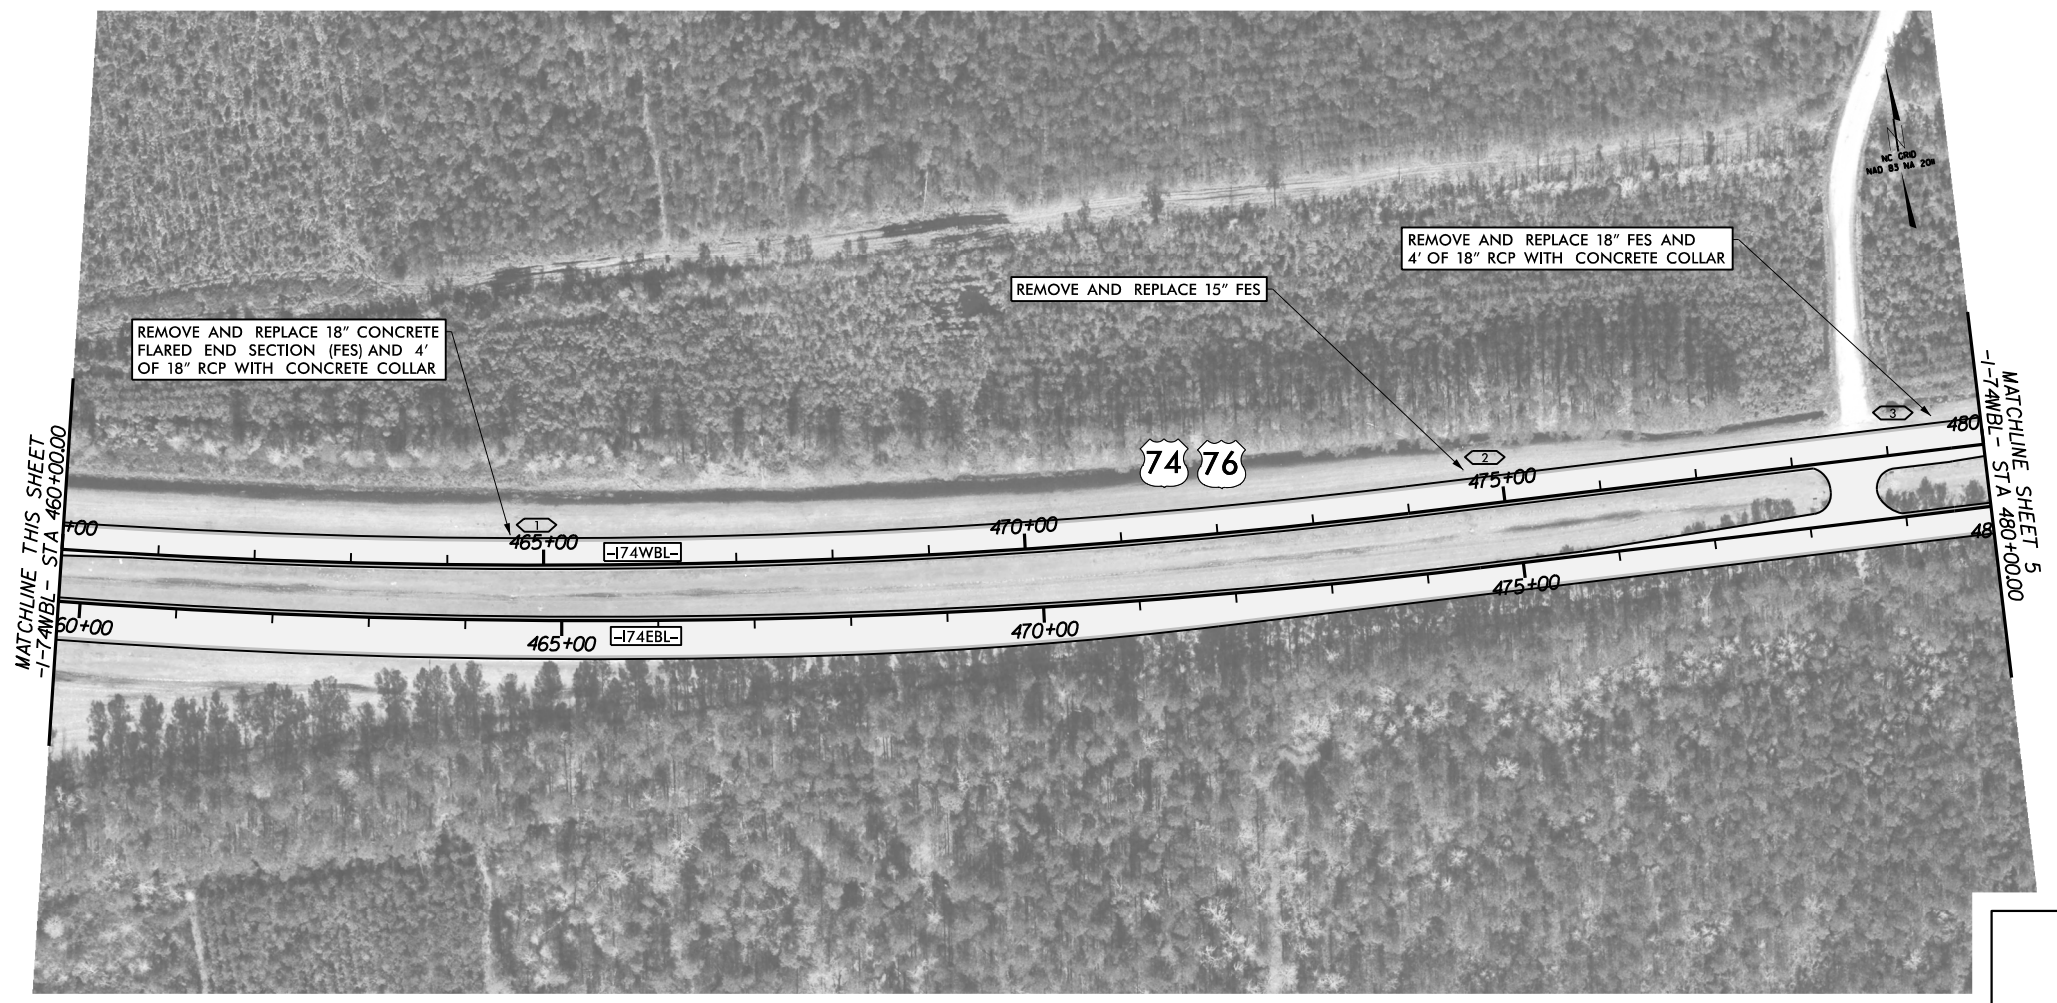 NC GRID
NAD 83 NA 2011
REMOVE AND REPLACE 18" FES AND
4' OF 18" RCP WITH CONCRETE COLLAR
REMOVE AND REPLACE 15" FES
REMOVE AND REPLACE 18" CONCRETE
FLARED END SECTION (FES) AND 4'
OF 18" RCP WITH CONCRETE COLLAR
MATCHLINE THIS SHEET
-I-74WBL- STA 460+00.00
MATCHLINE SHEET 5
-I-74WBL- STA 480+00.00
3
480
74
76
2
475+00
1
470+00
+00
465+00
-I74WBL-
48
475+00
60+00
465+00
-I74EBL-
470+00